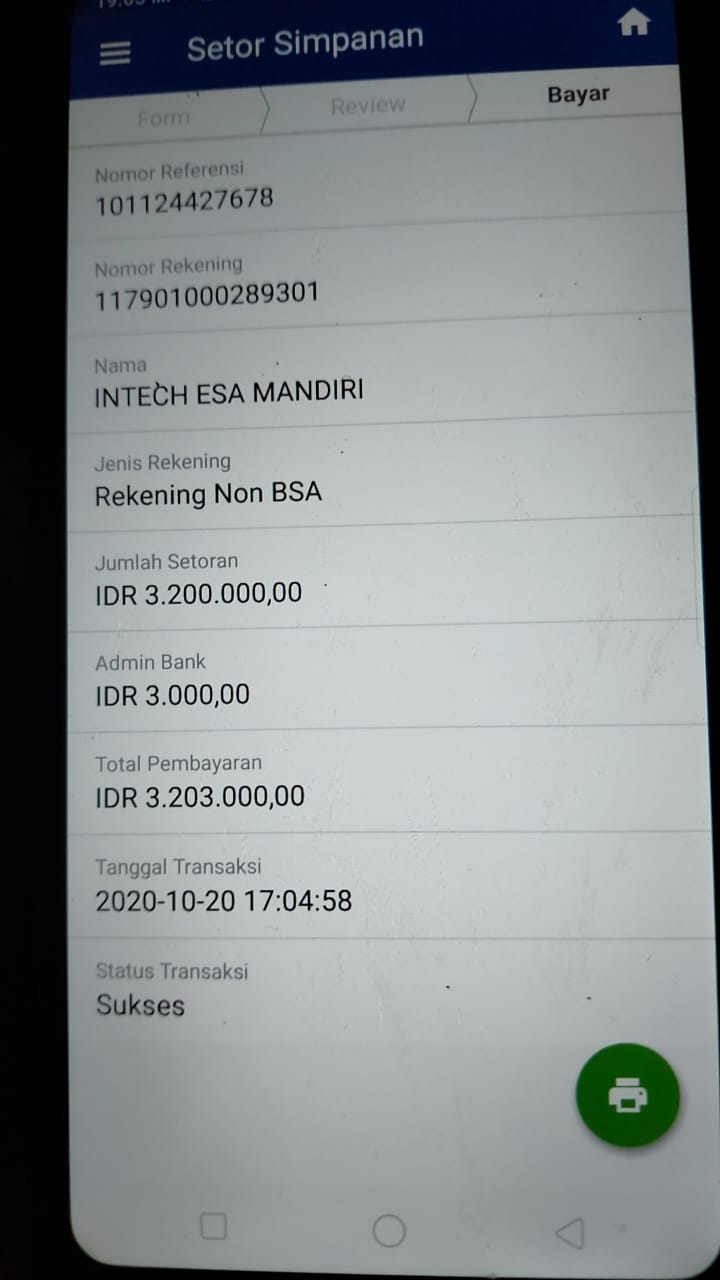 Setor Simpanan
Form
Review
Bayar
Nomor Referensi
101124427678
Nomor Rekening
117901000289301
Nama
INTECH ESA MANDIRI
Jenis Rekening
Rekening Non BSA
Jumlah Setoran
IDR 3.200.000,00
Admin Bank
IDR 3.000,00
Total Pembayaran
IDR 3.203.000,00
Tanggal Transaksi
2020-10-20 17:04:58
Status Transaksi
Sukses